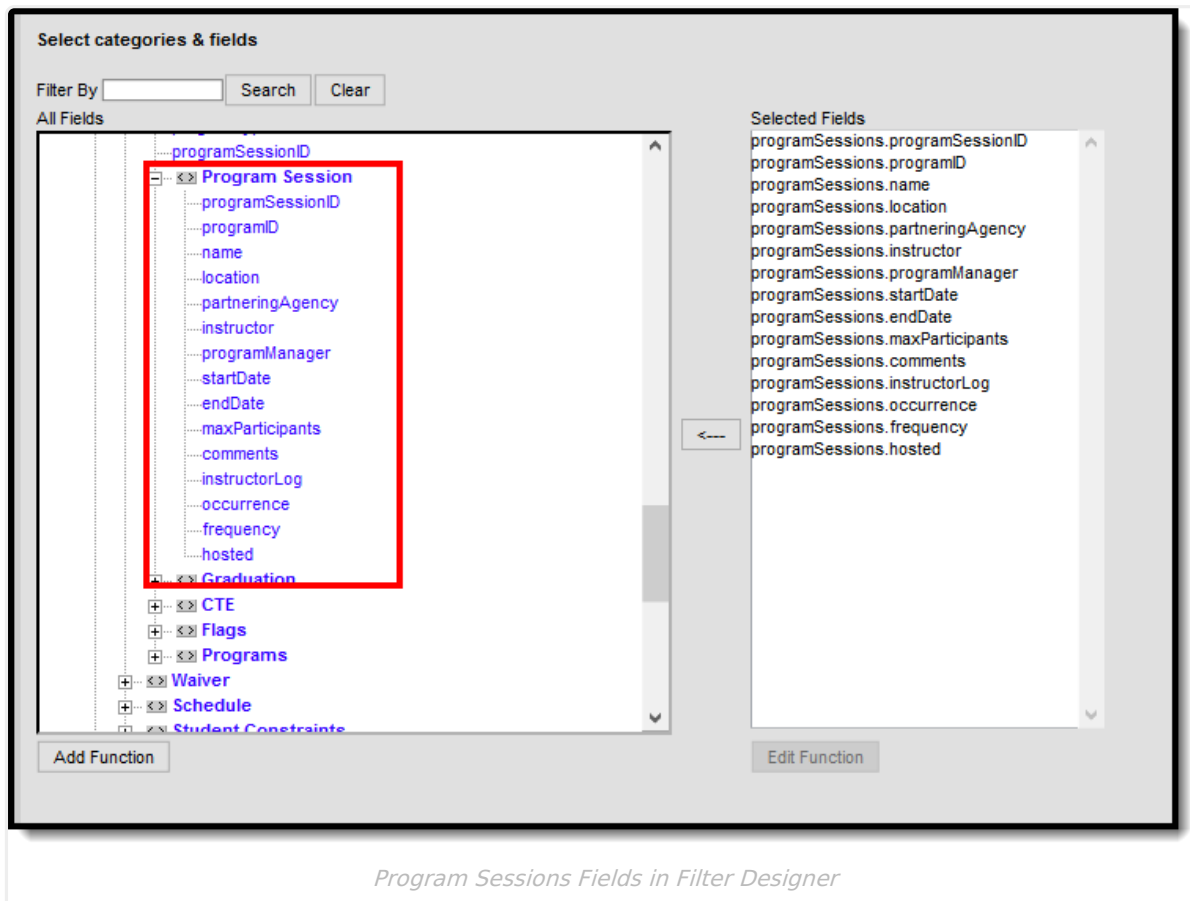 Select categories & fields
Filter By
Search
Clear
All Fields
programSessionID
Program Session
programSessionID
programID
name
location
partneringAgency
instructor
programManager
startDate
endDate
maxParticipants
comments
instructorLog
occurrence
frequency
hosted
Graduation
CTE
Flags
Programs
Waiver
Schedule
Student Constraints
Add Function
<---
Selected Fields
programSessions.programSessionID
programSessions.programID
programSessions.name
programSessions.location
programSessions.partneringAgency
programSessions.instructor
programSessions.programManager
programSessions.startDate
programSessions.endDate
programSessions.maxParticipants
programSessions.comments
programSessions.instructorLog
programSessions.occurrence
programSessions.frequency
programSessions.hosted
Edit Function
Program Sessions Fields in Filter Designer